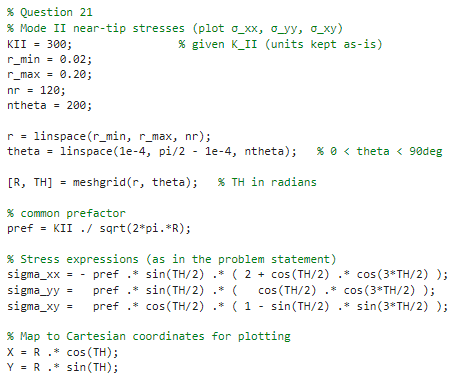 % Question 21
% Mode II near-tip stresses (plot σ_xx, σ_yy, σ_xy)
KII = 300;                 % given K_II (units kept as-is)
r_min = 0.02;
r_max = 0.20;
nr = 120;
ntheta = 200;
r = linspace(r_min, r_max, nr);
theta = linspace(1e-4, pi/2 - 1e-4, ntheta);   % 0 < theta < 90deg
[R, TH] = meshgrid(r, theta);   % TH in radians
% common prefactor
pref = KII ./ sqrt(2*pi.*R);
% Stress expressions (as in the problem statement)
sigma_xx = - pref .* sin(TH/2) .* ( 2 + cos(TH/2) .* cos(3*TH/2) );
sigma_yy =   pref .* sin(TH/2) .* (     cos(TH/2) .* cos(3*TH/2) );
sigma_xy =   pref .* cos(TH/2) .* ( 1 - sin(TH/2) .* sin(3*TH/2) );
% Map to Cartesian coordinates for plotting
X = R .* cos(TH);
Y = R .* sin(TH);